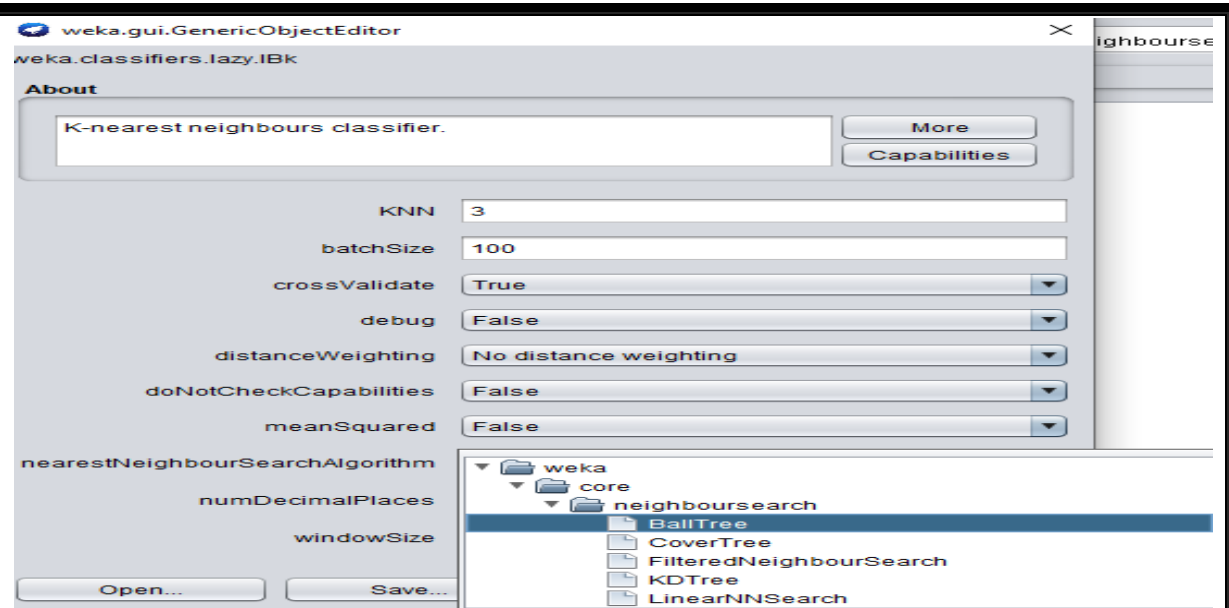 weka.gui.GenericObjectEditor
ighbourse
weka.classifiers.lazy.IBk
About
K-nearest neighbours classifier.
More
Capabilities
KNN 3
batchSize 100
crossValidate True
debug False
distanceWeighting No distance weighting
doNotCheckCapabilities False
meanSquared False
nearestNeighbourSearchAlgorithm
weka
core
numDecimalPlaces
neighboursearch
BallTree
windowSize
CoverTree
FilteredNeighbourSearch
KDTree
Open... Save...
LinearNNSearch